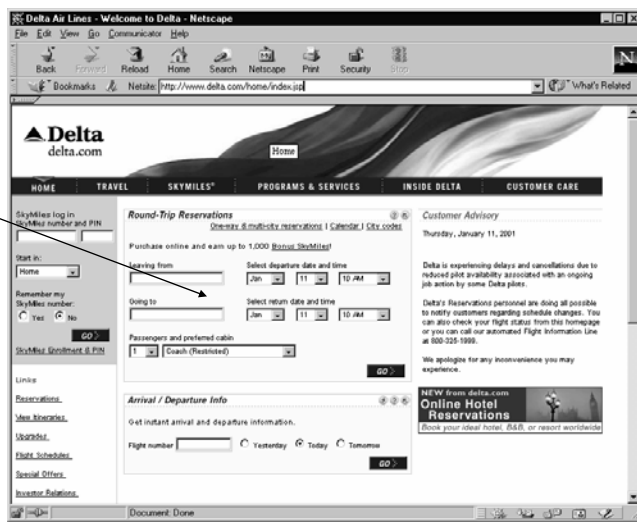 Delta Air Lines - Welcome to Delta - Netscape
File Edit View Go Communicator Help
Back Forward Reload Home Search Netscape Print Security Stop
Bookmarks Netsite: http://www.delta.com/home/index.jsp What's Related
Delta
delta.com
Home
HOME TRAVEL SKYMILES® PROGRAMS & SERVICES INSIDE DELTA CUSTOMER CARE
SkyMiles log in
SkyMiles number and PIN
Start in:
Home
Remember my
SkyMiles number:
Yes No
GO
SkyMiles Enrollment & PIN
Links
Reservations
View Itineraries
Upgrades
Flight Schedules
Special Offers
Investor Relations
Round-Trip Reservations
One-way & multi-city reservations | Calendar | City codes
Purchase online and earn up to 1,000 Bonus SkyMiles!
Leaving from Select departure date and time
Jan 11 10 AM
Going to Select return date and time
Jan 11 10 AM
Passengers and preferred cabin
1 Coach (Restricted)
GO
Arrival / Departure Info
Get instant arrival and departure information.
Flight number Yesterday Today Tomorrow
GO
Customer Advisory
Thursday, January 11, 2001
Delta is experiencing delays and cancellations due to
reduced pilot availability associated with an ongoing
job action by some Delta pilots.
Delta's Reservations personnel are doing all possible
to notify customers regarding schedule changes. You
can also check your flight status from this homepage
or you can call our automated Flight Information Line
at 800-325-1999.
We apologize for any inconvenience you may
experience.
NEW from delta.com
Online Hotel
Reservations
Book your ideal hotel, B&B, or resort worldwide
Document: Done